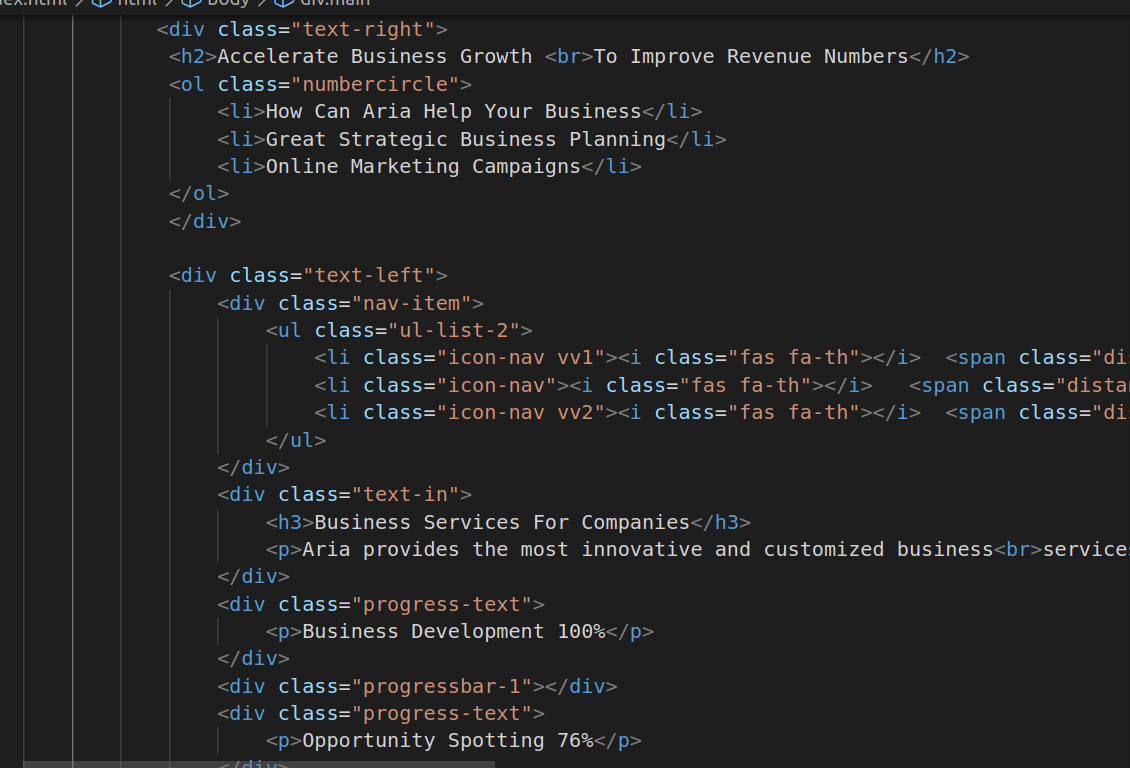 ex.html html body div.main
<div class="text-right">
<h2>Accelerate Business Growth <br>To Improve Revenue Numbers</h2>
<ol class="numbercircle">
<li>How Can Aria Help Your Business</li>
<li>Great Strategic Business Planning</li>
<li>Online Marketing Campaigns</li>
</ol>
</div>
<div class="text-left">
<div class="nav-item">
<ul class="ul-list-2">
<li class="icon-nav vv1"><i class="fas fa-th"></i>  <span class="di
<li class="icon-nav"><i class="fas fa-th"></i>   <span class="distan
<li class="icon-nav vv2"><i class="fas fa-th"></i>  <span class="di
</ul>
</div>
<div class="text-in">
<h3>Business Services For Companies</h3>
<p>Aria provides the most innovative and customized business<br>services
</div>
<div class="progress-text">
<p>Business Development 100%</p>
</div>
<div class="progressbar-1"></div>
<div class="progress-text">
<p>Opportunity Spotting 76%</p>
</div>